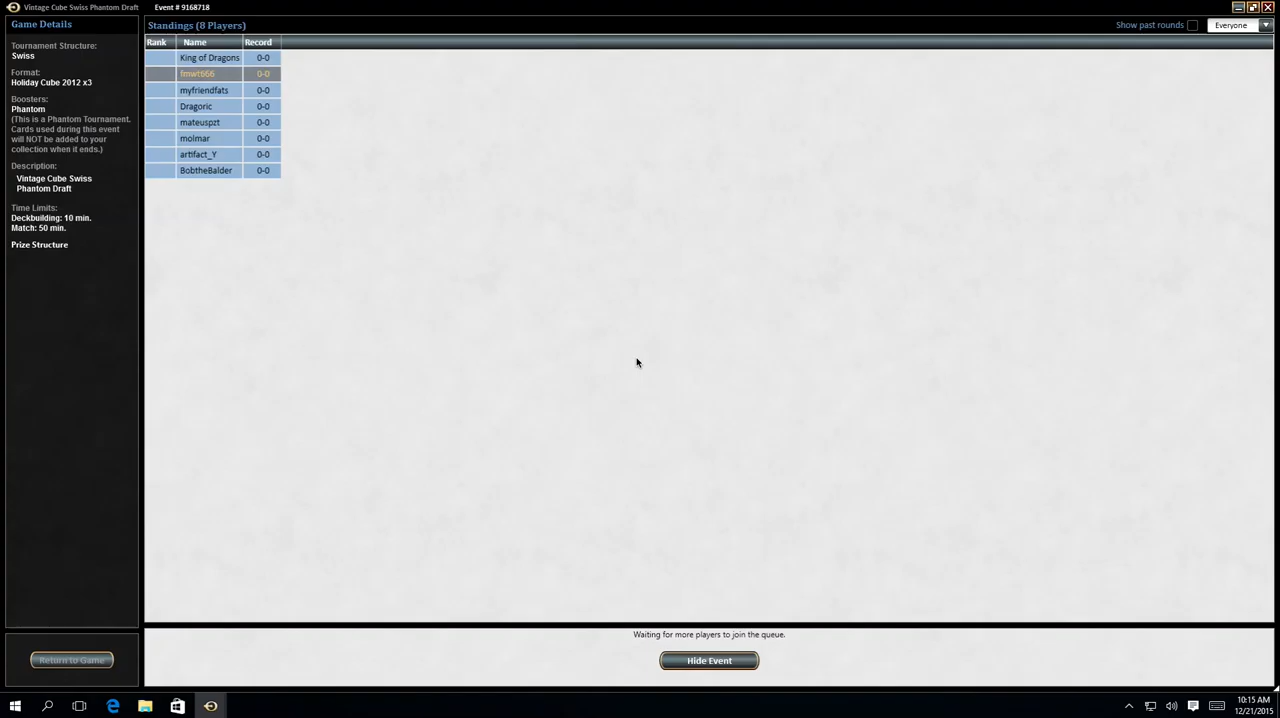 Vintage Cube Swiss Phantom Draft Event # 9168718
Game Details
Tournament Structure:
Swiss
Format:
Holiday Cube 2012 x3
Boosters:
Phantom
(This is a Phantom Tournament.
Cards used during this event
will NOT be added to your
collection when it ends.)
Description:
Vintage Cube Swiss
Phantom Draft
Time Limits:
Deckbuilding: 10 min.
Match: 50 min.
Prize Structure
Return to Game
Standings (8 Players)
Show past rounds Everyone
Rank Name Record
King of Dragons 0-0
fmwt666 0-0
myfriendfats 0-0
Dragoric 0-0
mateuspzt 0-0
molmar 0-0
artifact_Y 0-0
BobtheBalder 0-0
Waiting for more players to join the queue.
Hide Event
10:15 AM
12/21/2015